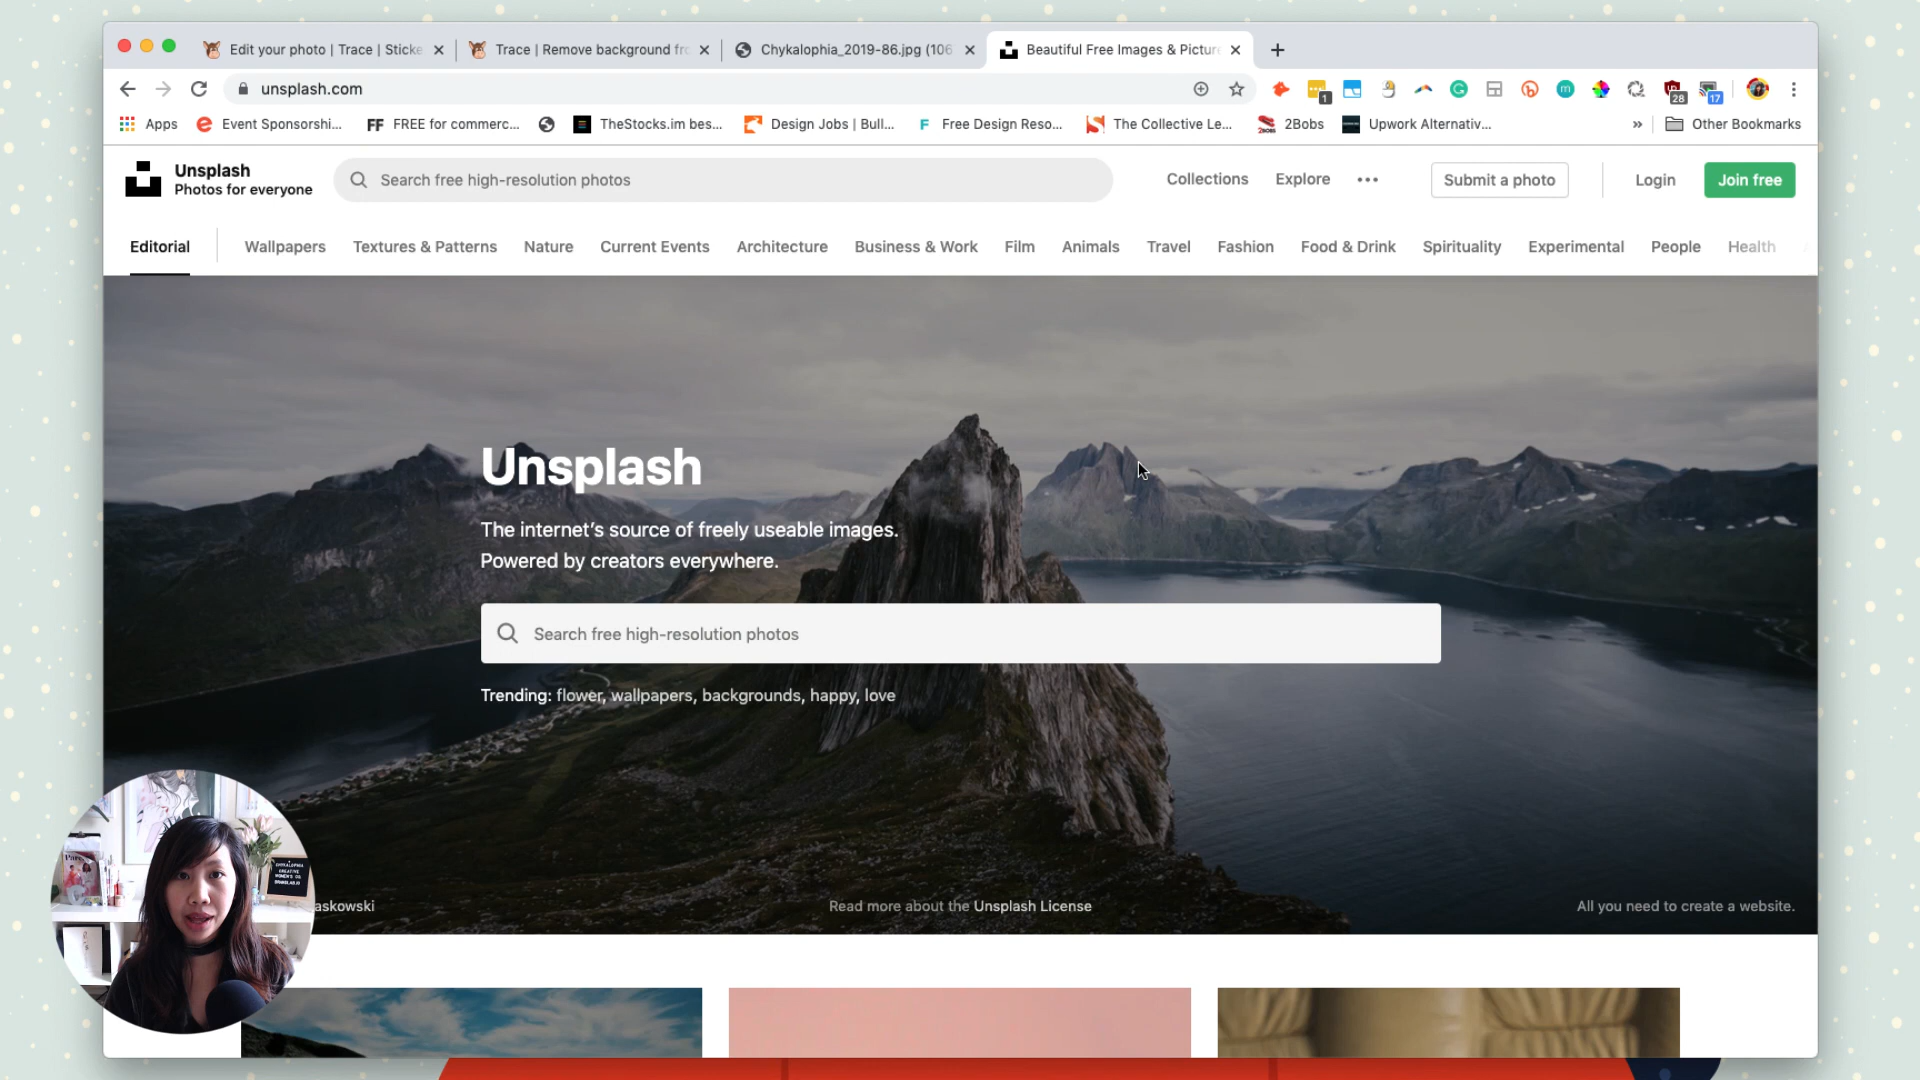 Edit your photo | Trace | Sticke
Trace | Remove background fro
Chykalophia_2019-86.jpg (106
Beautiful Free Images & Pictur
unsplash.com
1
28
17
Apps
Event Sponsorshi...
FF FREE for commerc...
TheStocks.im bes...
Design Jobs | Bull...
F Free Design Reso...
The Collective Le...
2Bobs
Upwork Alternativ...
»
Other Bookmarks
Unsplash
Photos for everyone
Search free high-resolution photos
Collections
Explore
Submit a photo
Login
Join free
Editorial
Wallpapers
Textures & Patterns
Nature
Current Events
Architecture
Business & Work
Film
Animals
Travel
Fashion
Food & Drink
Spirituality
Experimental
People
Health
Unsplash
The internet's source of freely useable images.
Powered by creators everywhere.
Search free high-resolution photos
Trending: flower, wallpapers, backgrounds, happy, love
askowski
Read more about the Unsplash License
All you need to create a website.